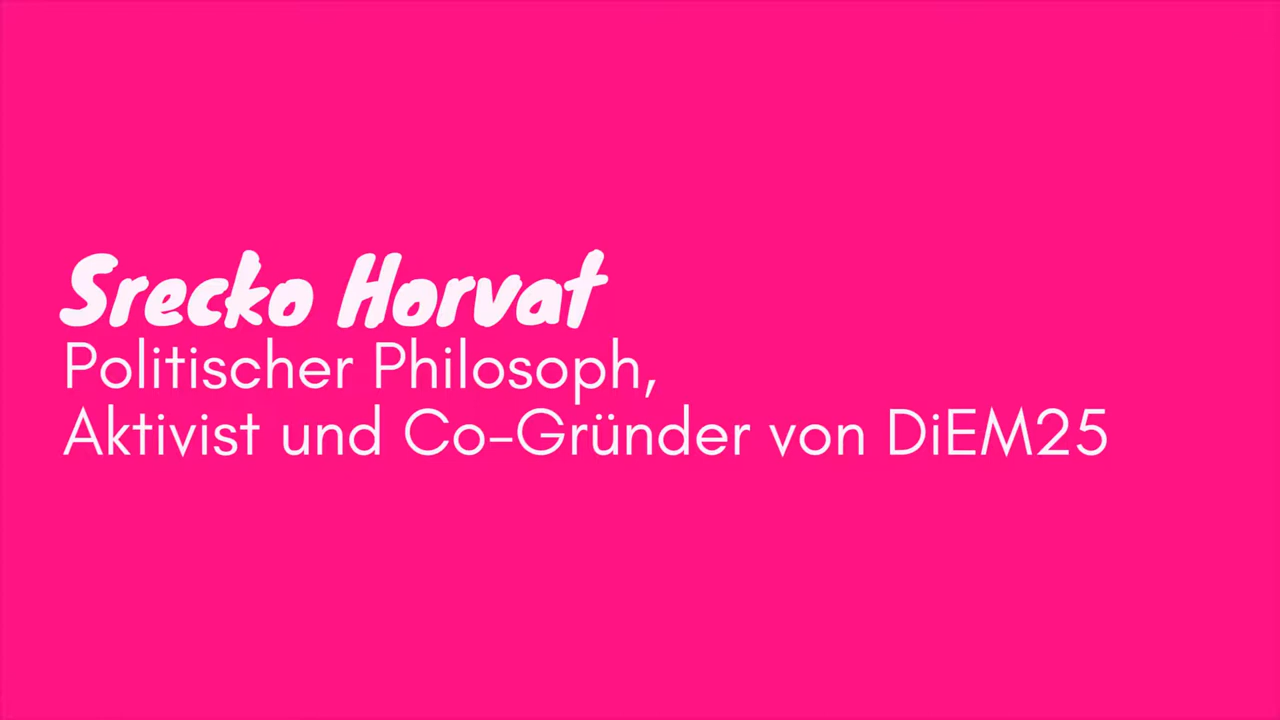 Srecko Horvat
Politischer Philosoph,
Aktivist und Co-Gründer von DiEM25